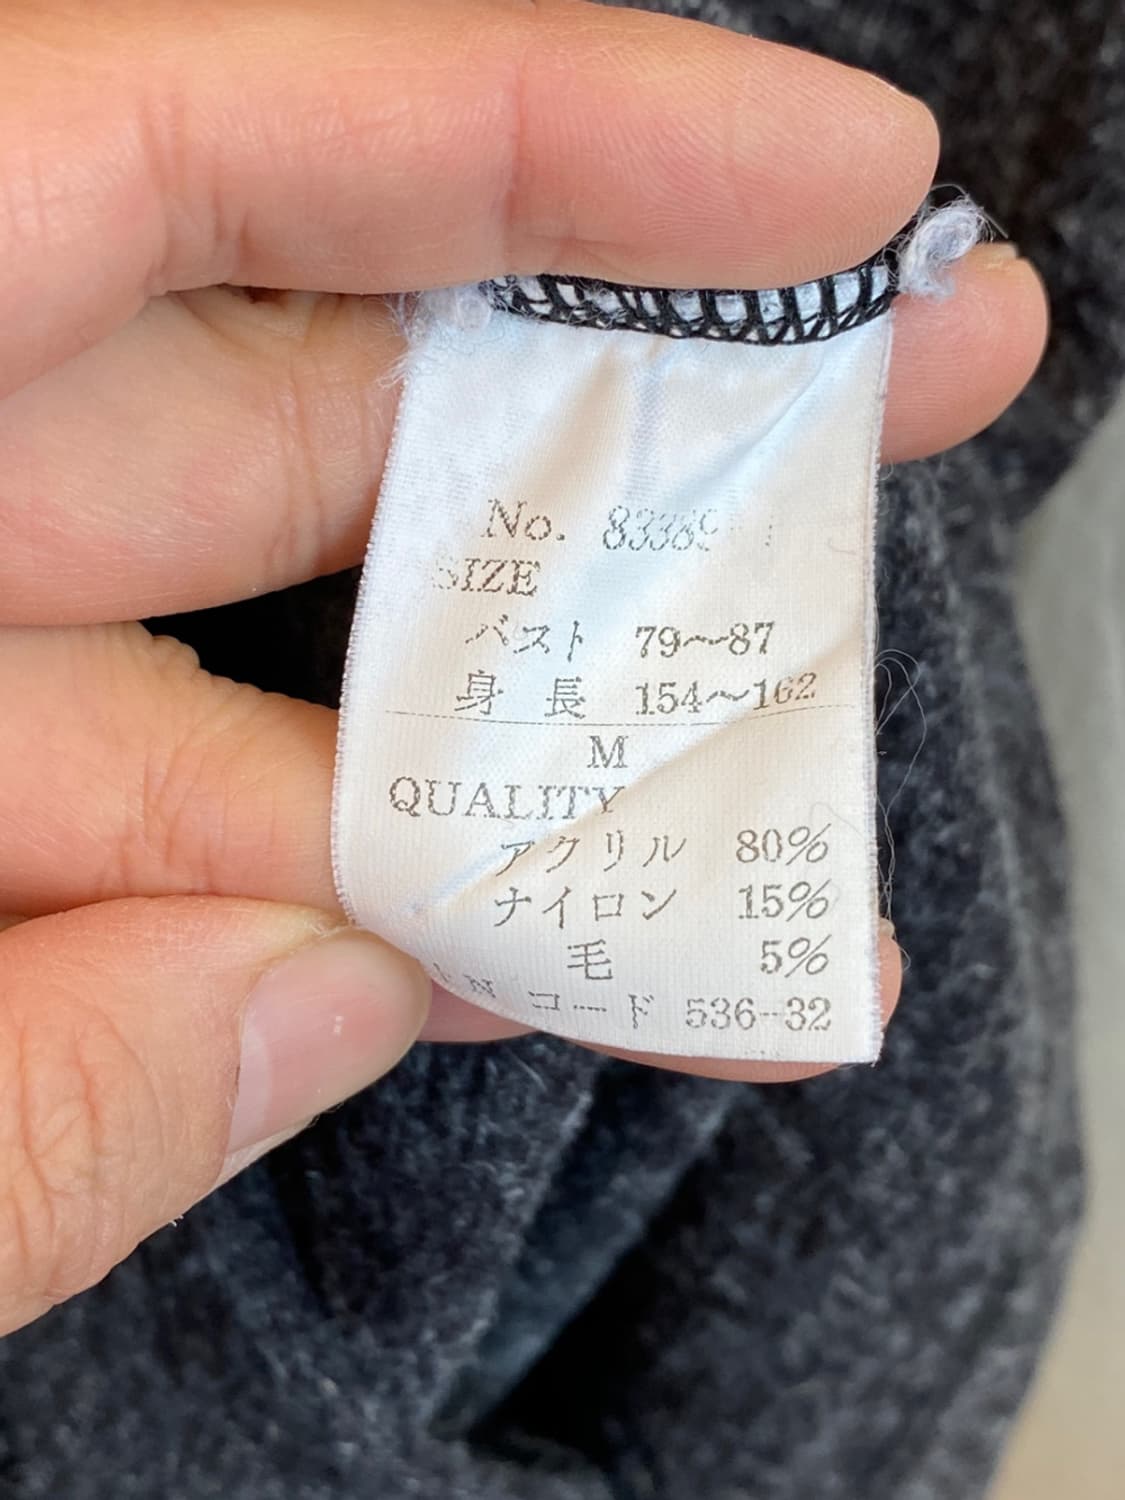 No.
SIZE
バスト 79〜87
身長 154〜162
M
QUALITY
アクリル 80%
ナイロン 15%
毛 5%
コード 536-32